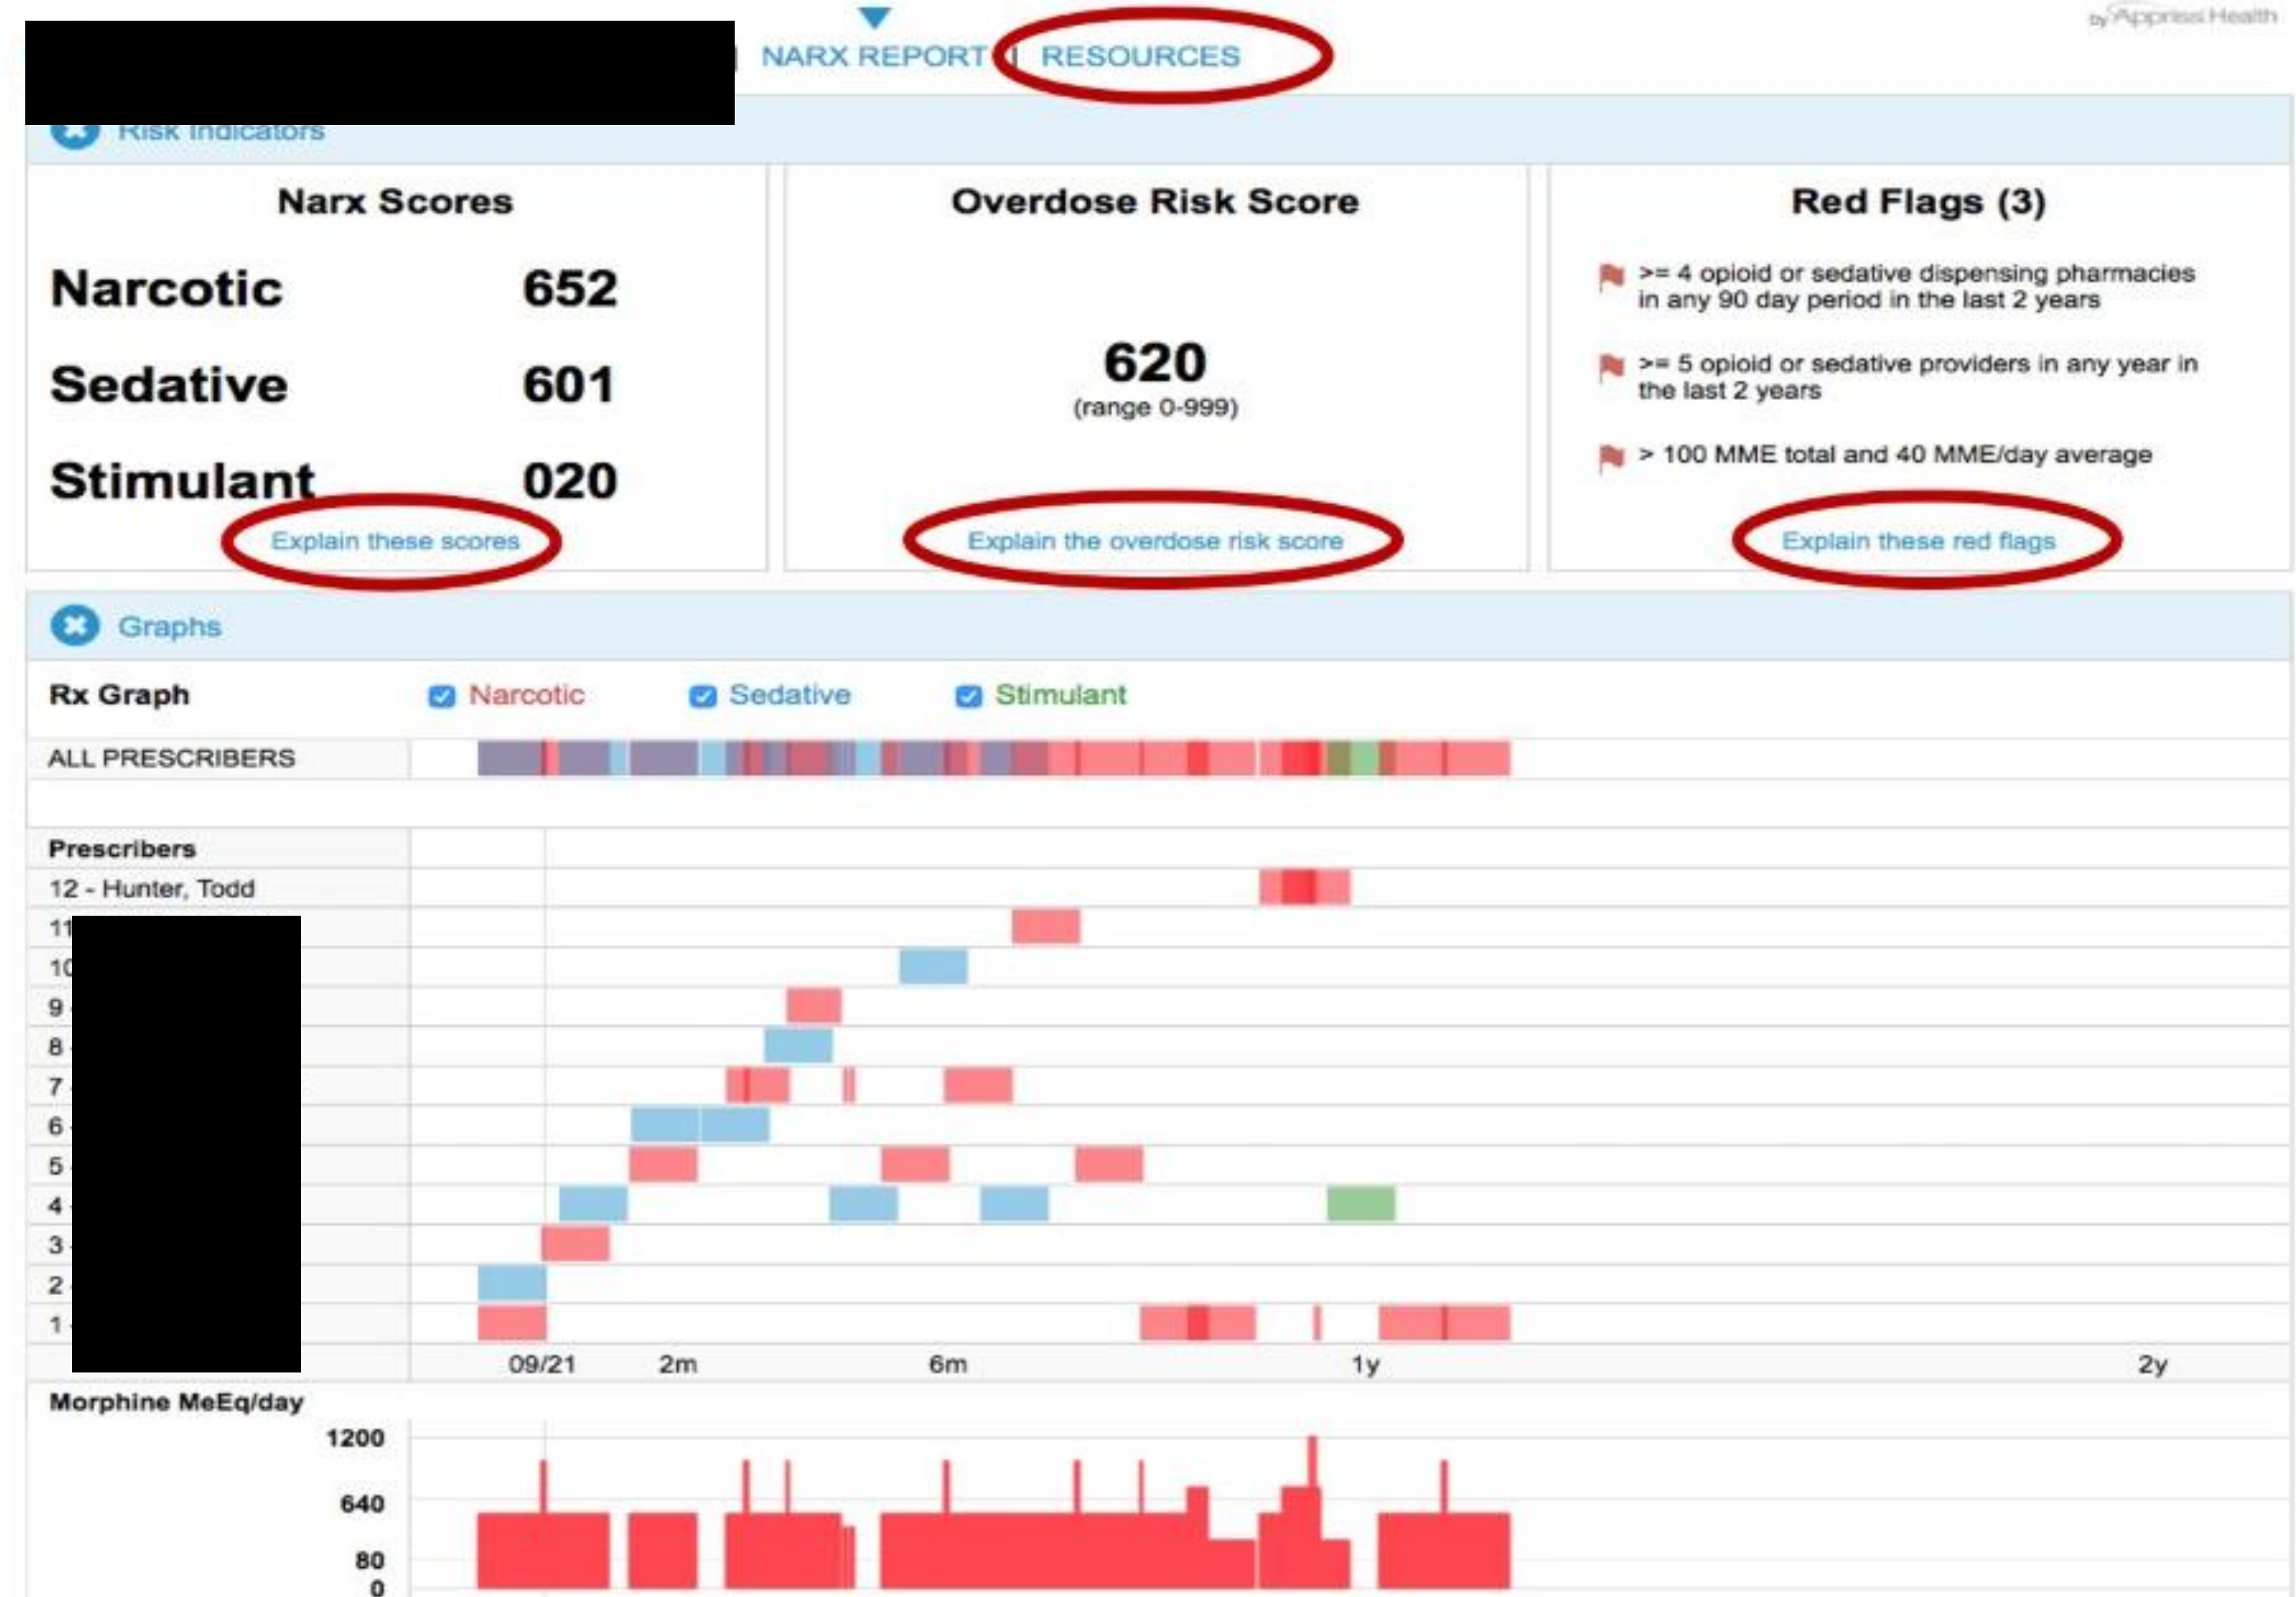 by Appriss Health
NARX REPORT | RESOURCES
Risk Indicators
Narx Scores
Narcotic 652
Sedative 601
Stimulant 020
Explain these scores
Overdose Risk Score
620
(range 0-999)
Explain the overdose risk score
Red Flags (3)
>= 4 opioid or sedative dispensing pharmacies
in any 90 day period in the last 2 years
>= 5 opioid or sedative providers in any year in
the last 2 years
> 100 MME total and 40 MME/day average
Explain these red flags
Graphs
Rx Graph Narcotic Sedative Stimulant
ALL PRESCRIBERS
Prescribers
12 - Hunter, Todd
11
10
9
8
7
6
5
4
3
2
1
09/21 2m 6m 1y 2y
Morphine MeEq/day
1200
640
80
0